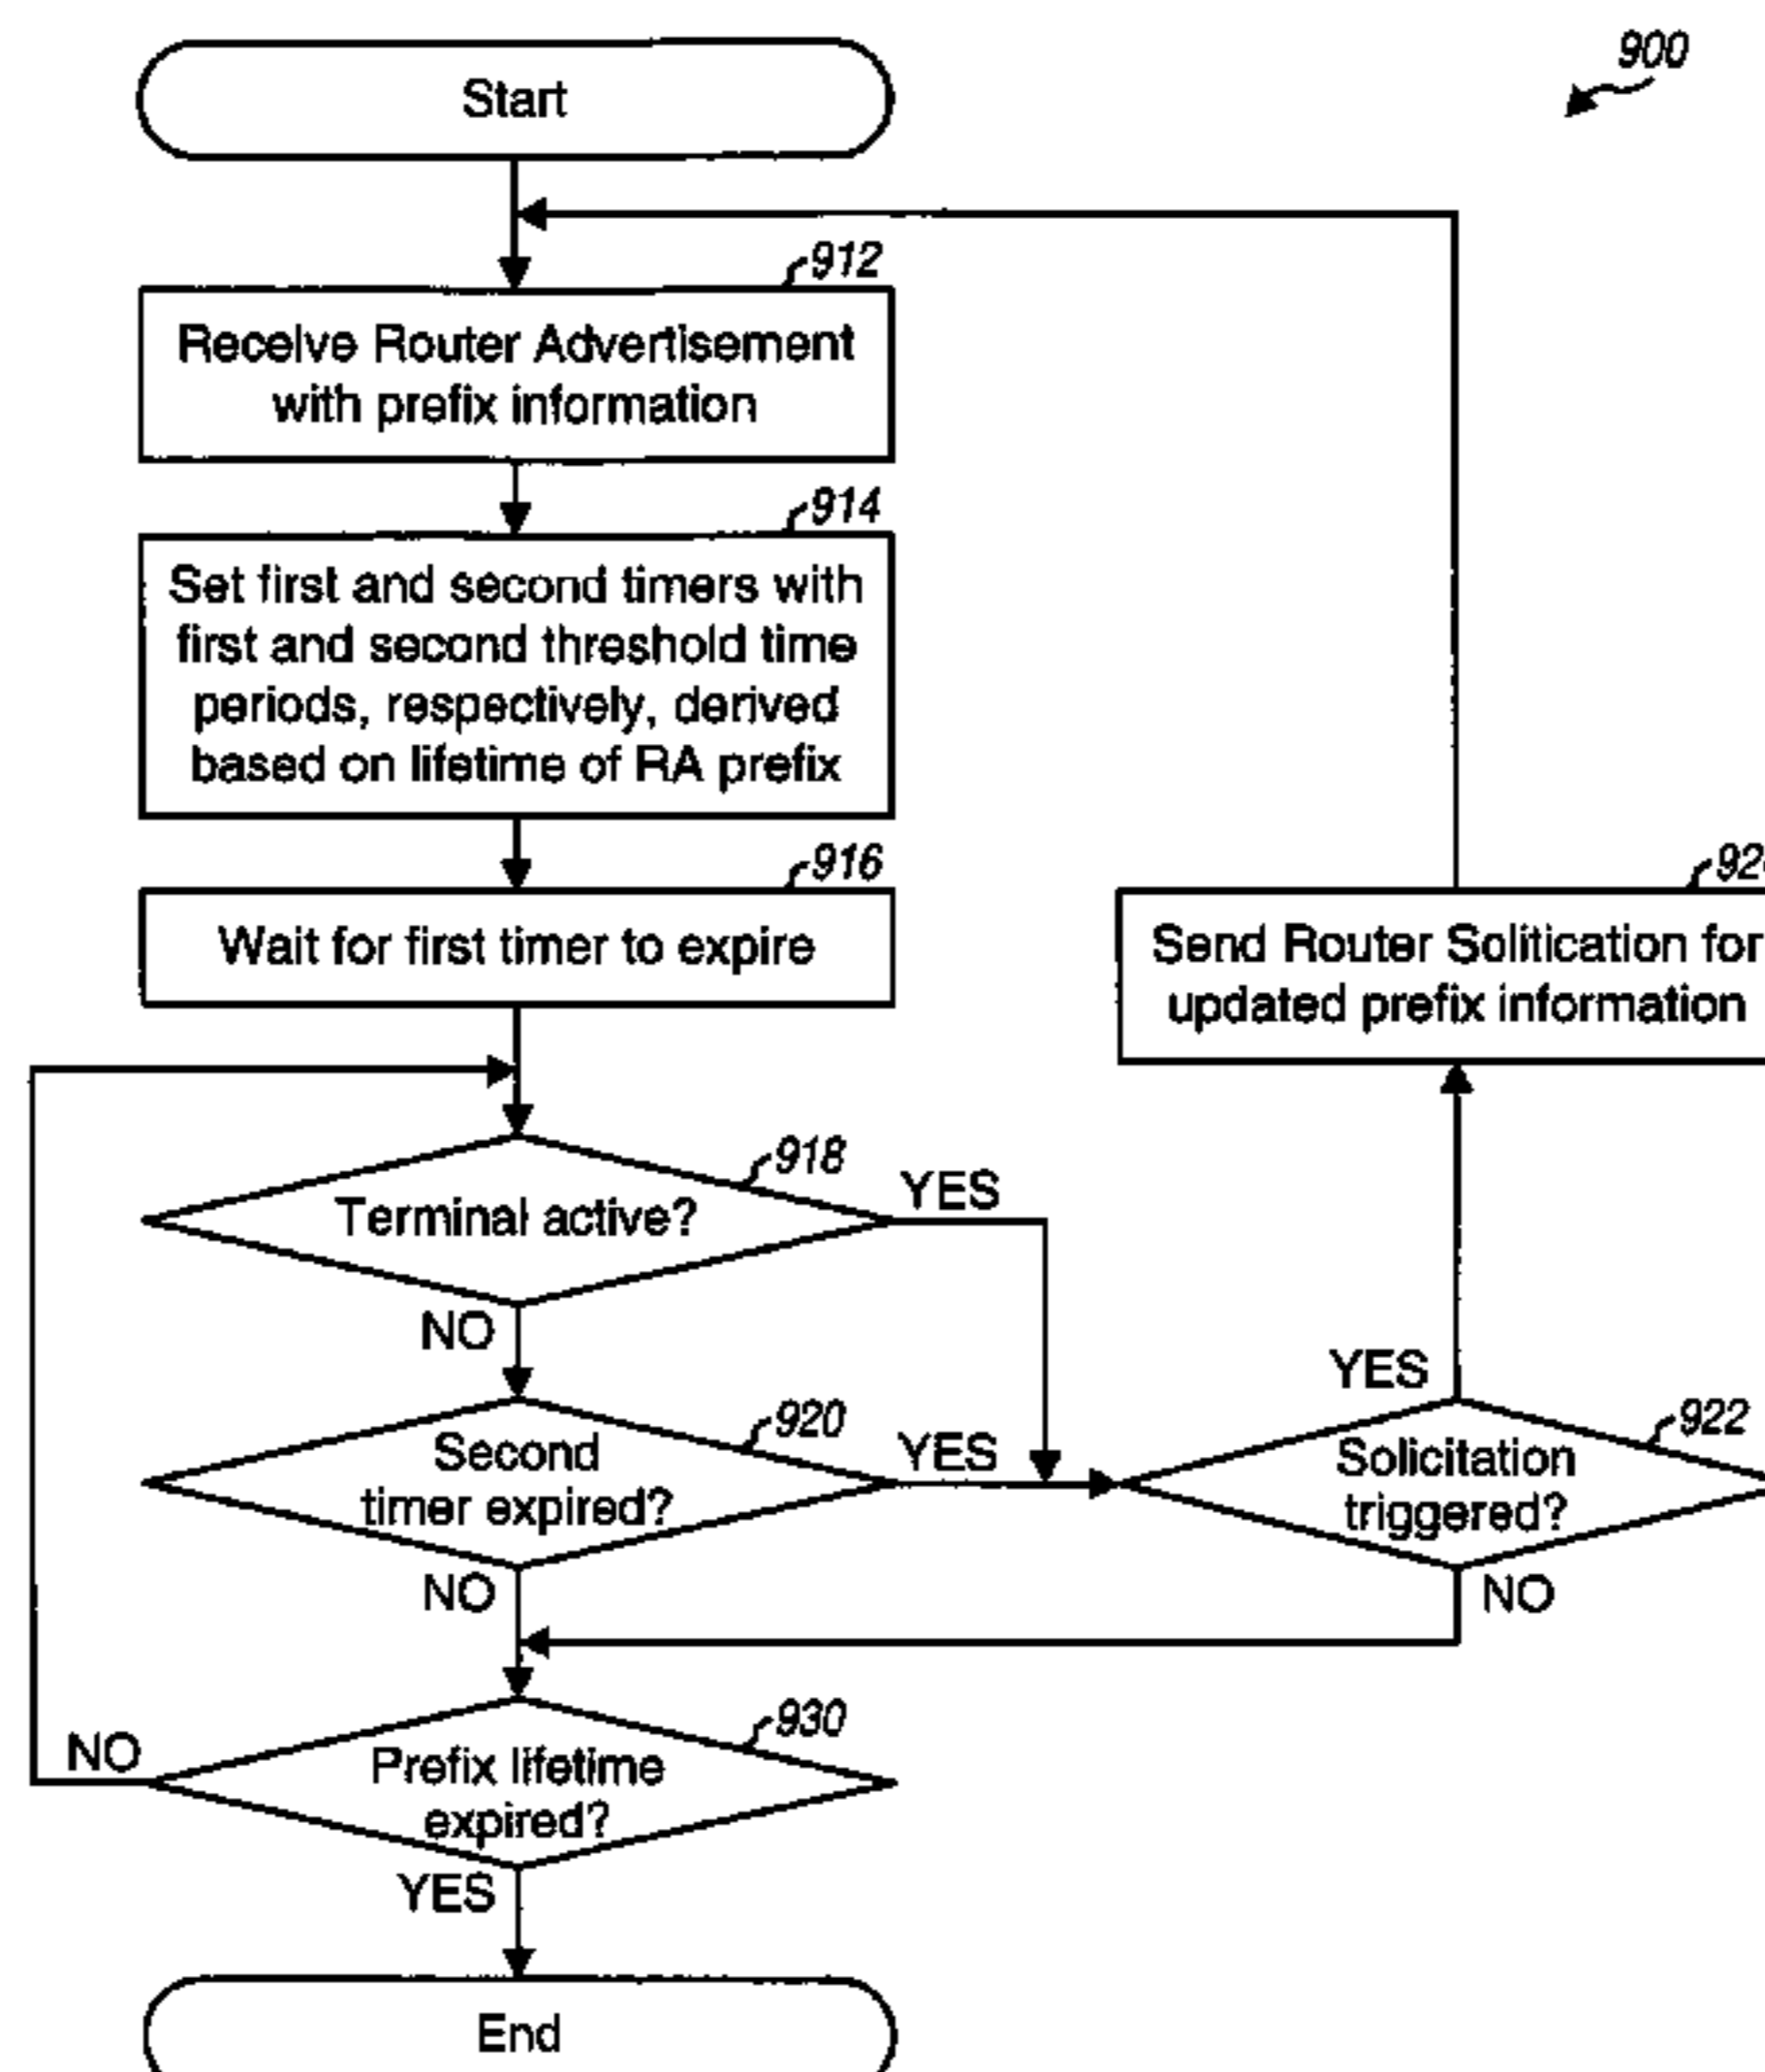 900
Start
912
Receive Router Advertisement
with prefix information
914
Set first and second timers with
first and second threshold time
periods, respectively, derived
based on lifetime of RA prefix
916
Wait for first timer to expire
Send Router Solitication for
updated prefix information
918
Terminal active?
YES
NO
920
Second
timer expired?
YES
NO
922
Solicitation
triggered?
YES
NO
930
Prefix lifetime
expired?
NO
YES
End